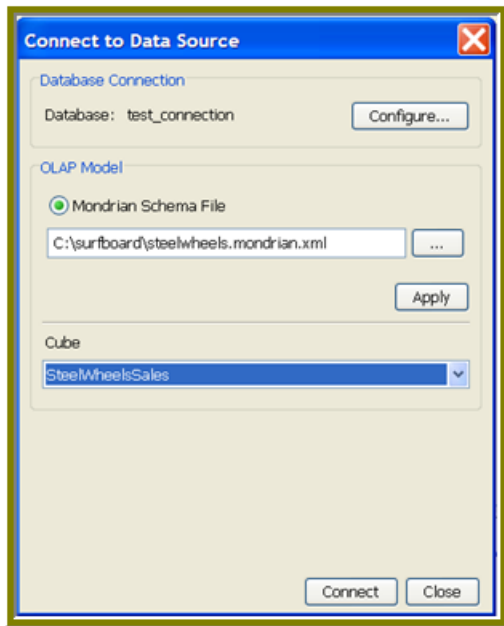 Connect to Data Source
Database Connection
Database: test_connection
Configure...
OLAP Model
Mondrian Schema File
C:\surfboard\steelwheels.mondrian.xml
...
Apply
Cube
SteelWheelsSales
Connect
Close